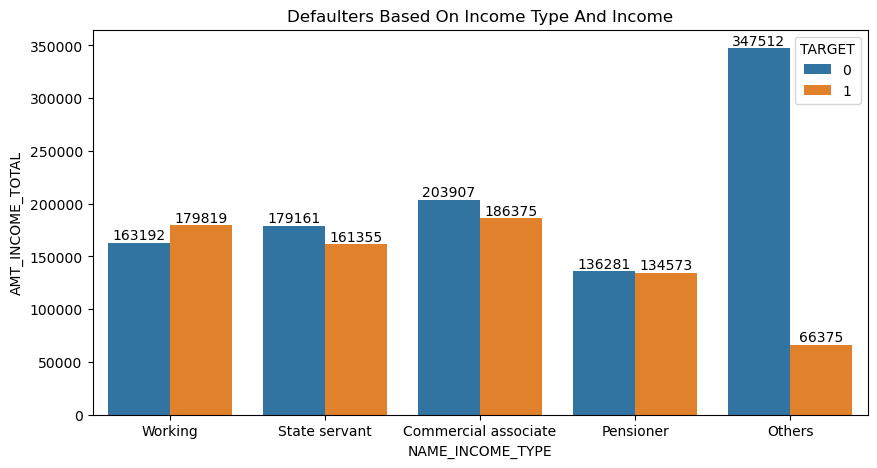 Defaulters Based On Income Type And Income
AMT_INCOME_TOTAL
350000
300000
250000
200000
150000
100000
50000
0
163192
179819
179161
161355
203907
186375
136281
134573
347512
66375
TARGET
0
1
Working
State servant
Commercial associate
Pensioner
Others
NAME_INCOME_TYPE